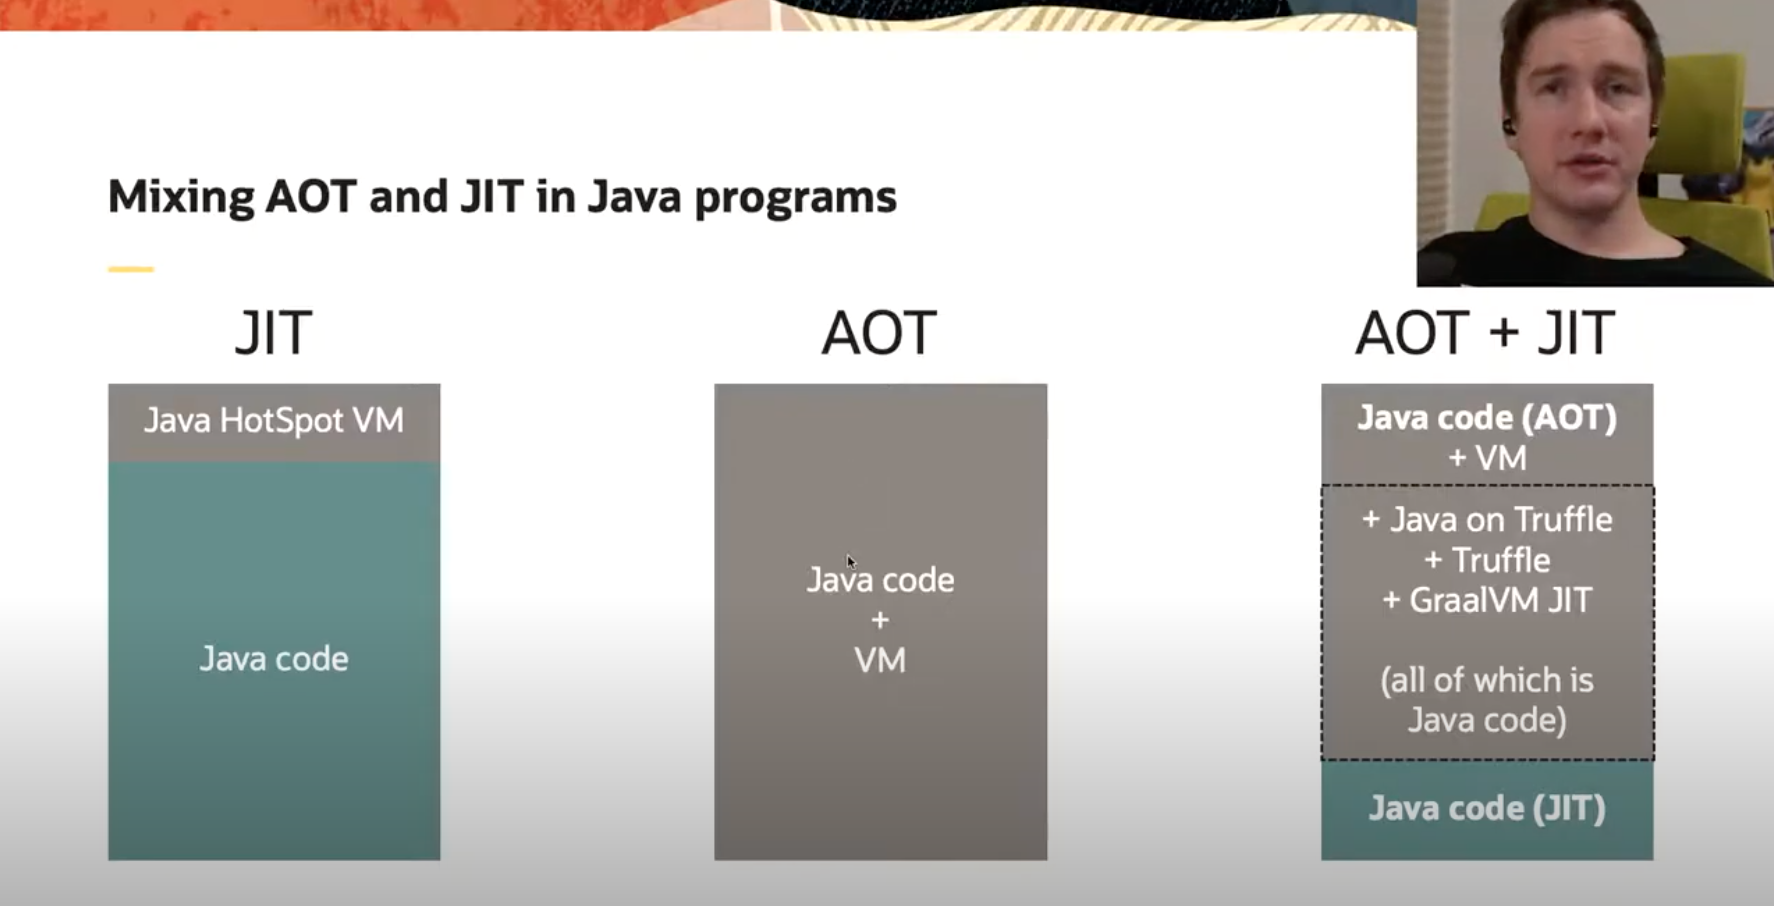 Mixing AOT and JIT in Java programs
JIT
Java HotSpot VM
Java code
AOT
Java code
+
VM
AOT + JIT
Java code (AOT)
+ VM
+ Java on Truffle
+ Truffle
+ GraalVM JIT
(all of which is
Java code)
Java code (JIT)